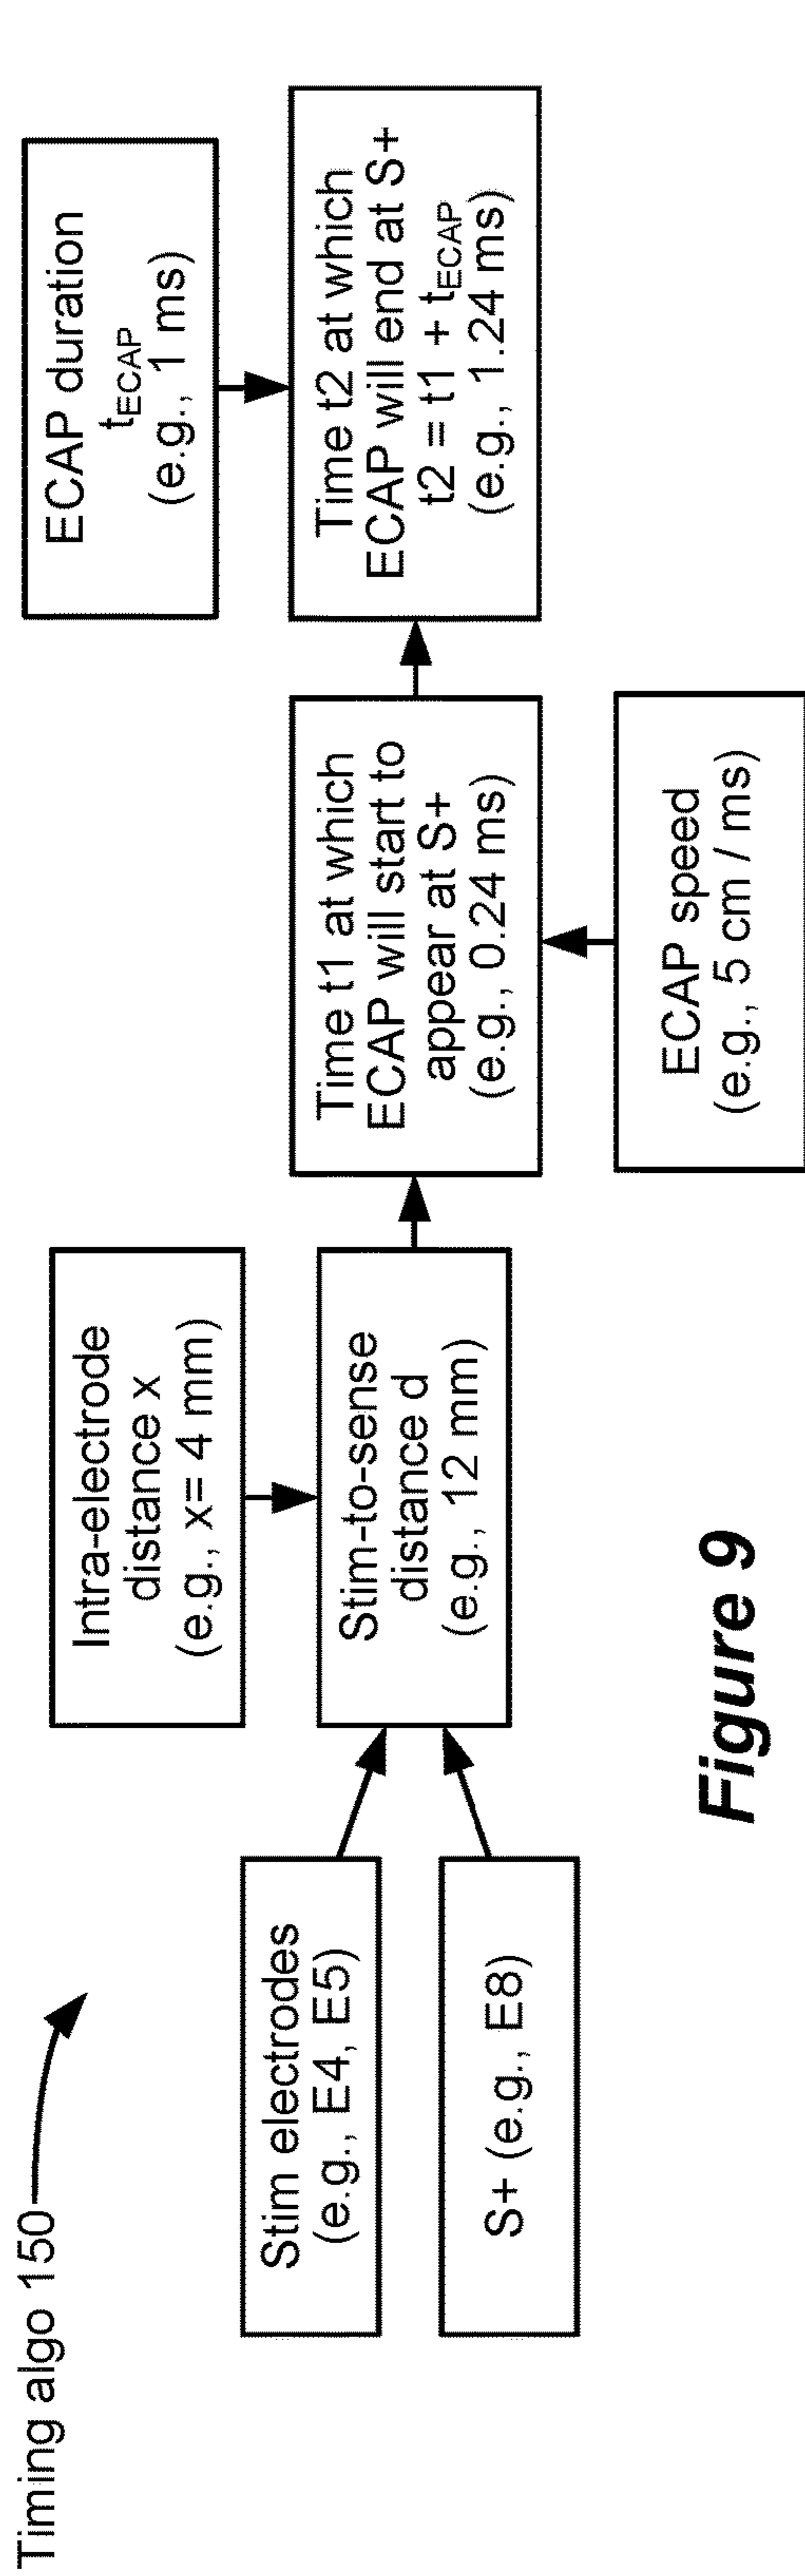 Timing algo 150
Stim electrodes
(e.g., E4, E5)
S+ (e.g., E8)
Intra-electrode
distance x
(e.g., x= 4 mm)
Stim-to-sense
distance d
(e.g., 12 mm)
Time t1 at which
ECAP will start to
appear at S+
(e.g., 0.24 ms)
ECAP speed
(e.g., 5 cm / ms)
ECAP duration
tECAP
(e.g., 1 ms)
Time t2 at which
ECAP will end at S+
t2 = t1 + tECAP
(e.g., 1.24 ms)
Figure 9